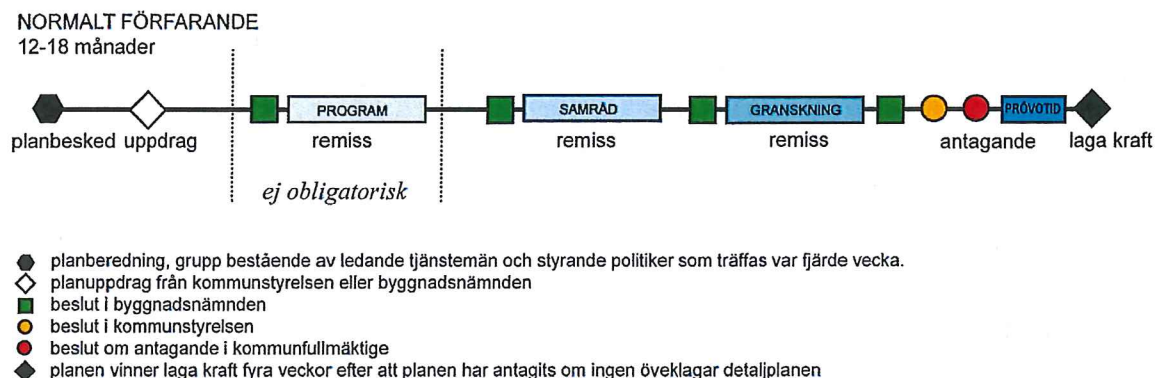 NORMALT FÖRFARANDE
12-18 månader
PROGRAM
SAMRÅD
GRANSKNING
PRÖVOTID
planbesked uppdrag
remiss
remiss
remiss
antagande
laga kraft
ej obligatorisk
planberedning, grupp bestående av ledande tjänstemän och styrande politiker som träffas var fjärde vecka.
planuppdrag från kommunstyrelsen eller byggnadsnämnden
beslut i byggnadsnämnden
beslut i kommunstyrelsen
beslut om antagande i kommunfullmäktige
planen vinner laga kraft fyra veckor efter att planen har antagits om ingen öveklagar detaljplanen